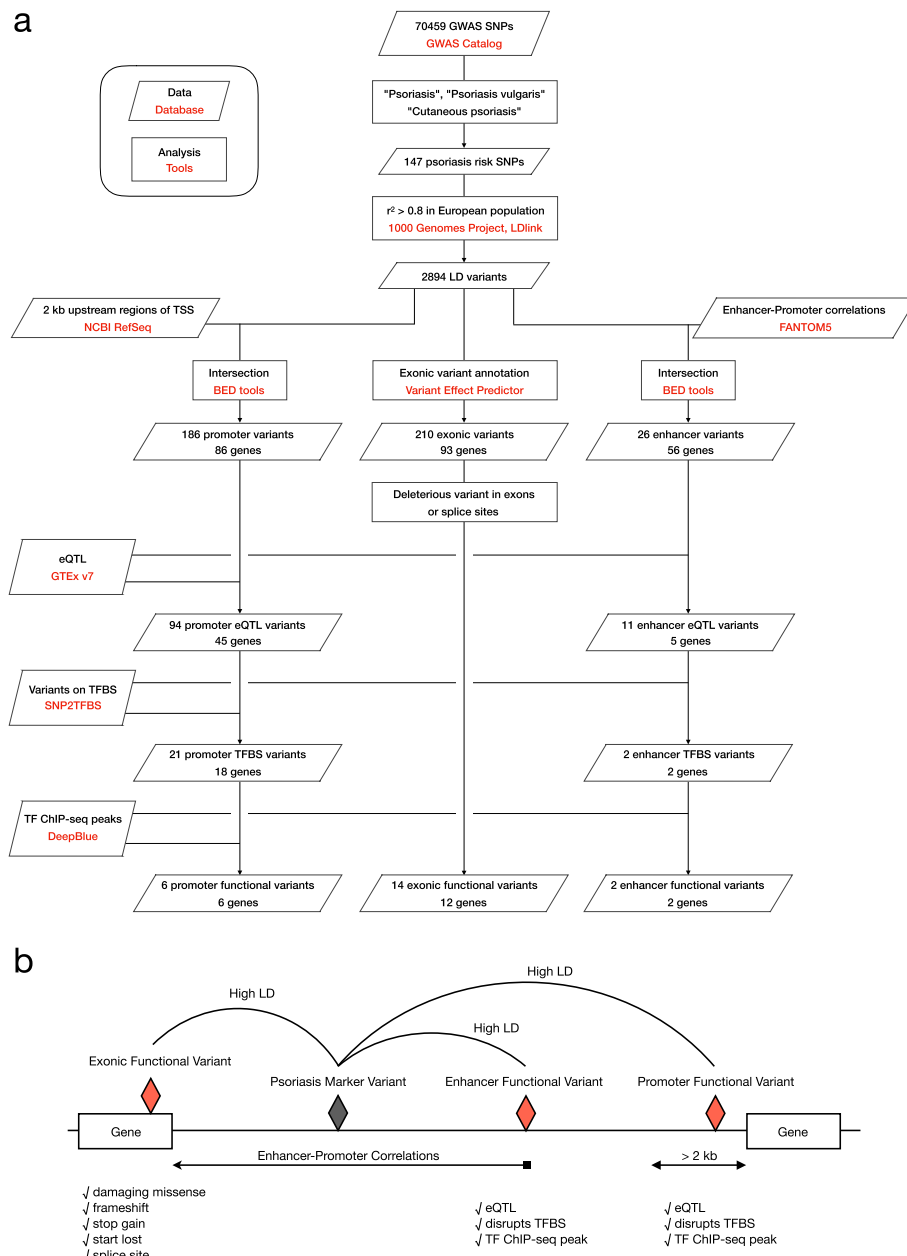 a
70459 GWAS SNPs
GWAS Catalog
Data
Database
Analysis
Tools
"Psoriasis", "Psoriasis vulgaris"
"Cutaneous psoriasis"
147 psoriasis risk SNPs
r² > 0.8 in European population
1000 Genomes Project, LDlink
2894 LD variants
2 kb upstream regions of TSS
NCBI RefSeq
Enhancer-Promoter correlations
FANTOM5
Intersection
BED tools
Exonic variant annotation
Variant Effect Predictor
Intersection
BED tools
186 promoter variants
86 genes
210 exonic variants
93 genes
26 enhancer variants
56 genes
Deleterious variant in exons
or splice sites
eQTL
GTEx v7
94 promoter eQTL variants
45 genes
11 enhancer eQTL variants
5 genes
Variants on TFBS
SNP2TFBS
21 promoter TFBS variants
18 genes
2 enhancer TFBS variants
2 genes
TF ChIP-seq peaks
DeepBlue
6 promoter functional variants
6 genes
14 exonic functional variants
12 genes
2 enhancer functional variants
2 genes
b
High LD
High LD
High LD
Exonic Functional Variant
Psoriasis Marker Variant
Enhancer Functional Variant
Promoter Functional Variant
Gene
Gene
Enhancer-Promoter Correlations
> 2 kb
√ damaging missense
√ frameshift
√ stop gain
√ start lost
√ splice site
√ eQTL
√ disrupts TFBS
√ TF ChIP-seq peak
√ eQTL
√ disrupts TFBS
√ TF ChIP-seq peak